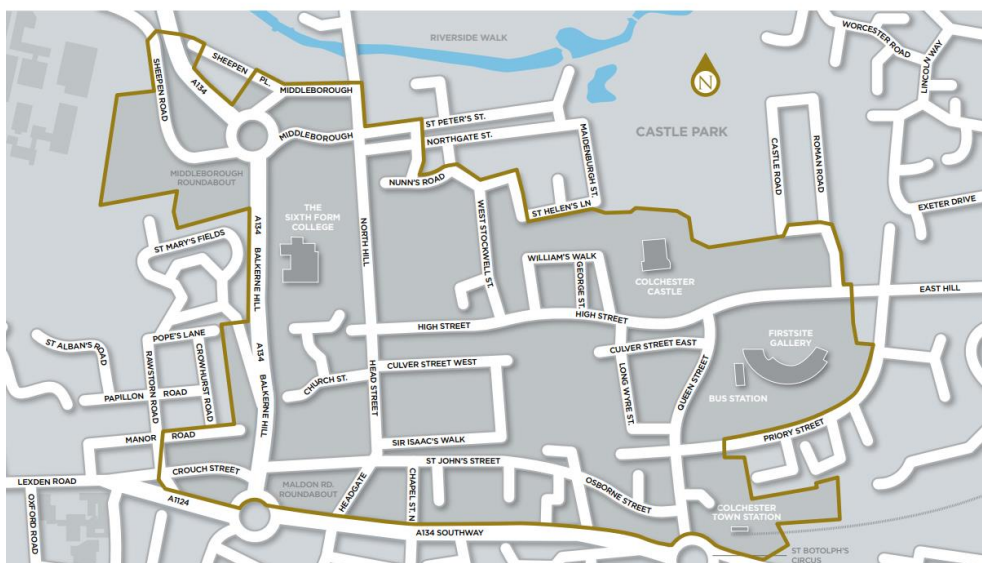 RIVERSIDE WALK
WORCESTER ROAD
LINCOLN WAY
SHEEPEN
PL.
SHEEPEN ROAD
A134
MIDDLEBOROUGH
N
ST PETER'S ST.
CASTLE PARK
MIDDLEBOROUGH
NORTHGATE ST.
MAIDENBURGH ST.
CASTLE ROAD
ROMAN ROAD
MIDDLEBOROUGH
ROUNDABOUT
NUNN'S ROAD
EXETER DRIVE
THE
SIXTH FORM
COLLEGE
NORTH HILL
WEST STOCKWELL ST.
ST HELEN'S LN
A134
BALKERNE HILL
ST MARY'S FIELDS
WILLIAM'S WALK
GEORGE ST.
COLCHESTER
CASTLE
EAST HILL
HIGH STREET
HIGH STREET
POPE'S LANE
ST ALBAN'S ROAD
RAWSTORN ROAD
CROWHURST ROAD
A134
BALKERNE HILL
FIRSTSITE
GALLERY
CULVER STREET EAST
CULVER STREET WEST
CHURCH ST.
HEAD STREET
LONG WYRE ST.
QUEEN STREET
BUS STATION
PAPILLON ROAD
MANOR ROAD
SIR ISAAC'S WALK
PRIORY STREET
ST JOHN'S STREET
CROUCH STREET
LEXDEN ROAD
MALDON RD.
ROUNDABOUT
HEADGATE
CHAPEL ST. N
OSBORNE STREET
OXFORD ROAD
A1124
A134 SOUTHWAY
COLCHESTER
TOWN STATION
ST BOTOLPH'S
CIRCUS